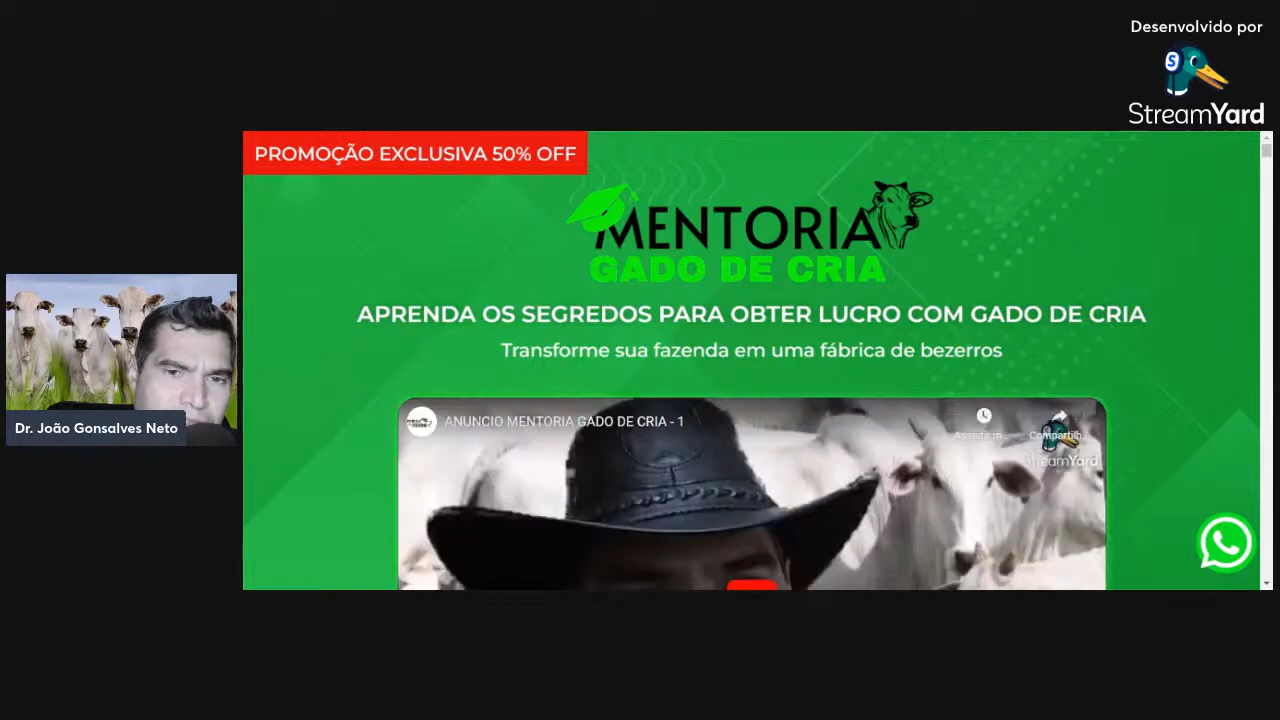 Desenvolvido por
StreamYard
PROMOÇÃO EXCLUSIVA 50% OFF
MENTORIA
GADO DE CRIA
APRENDA OS SEGREDOS PARA OBTER LUCRO COM GADO DE CRIA
Transforme sua fazenda em uma fábrica de bezerros
ANUNCIO MENTORIA GADO DE CRIA - 1
Compartilh...
StreamYard
Dr. João Gonsalves Neto